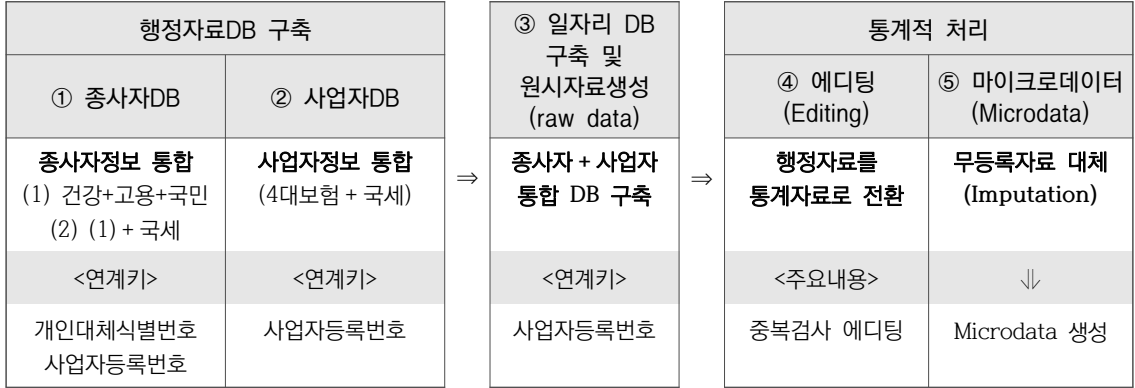 행정자료DB 구축
① 종사자DB
② 사업자DB
종사자정보 통합
(1) 건강+고용+국민
(2) (1) + 국세
사업자정보 통합
(4대보험 + 국세)
<연계키>
<연계키>
개인대체식별번호
사업자등록번호
사업자등록번호
⇒
③ 일자리 DB
구축 및
원시자료생성
(raw data)
종사자 + 사업자
통합 DB 구축
<연계키>
사업자등록번호
⇒
통계적 처리
④ 에디팅
(Editing)
⑤ 마이크로데이터
(Microdata)
행정자료를
통계자료로 전환
무등록자료 대체
(Imputation)
<주요내용>
⇓
중복검사 에디팅
Microdata 생성